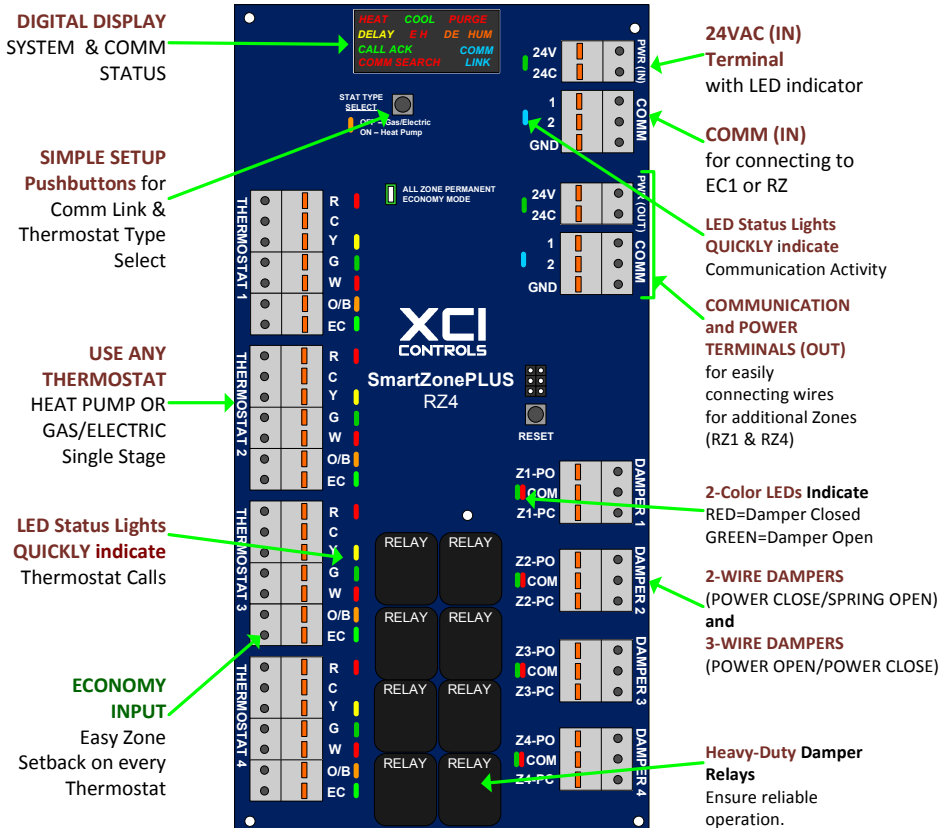 DIGITAL DISPLAY
SYSTEM & COMM
STATUS
SIMPLE SETUP
Pushbuttons for
Comm Link &
Thermostat Type
Select
USE ANY
THERMOSTAT
HEAT PUMP OR
GAS/ELECTRIC
Single Stage
LED Status Lights
QUICKLY indicate
Thermostat Calls
ECONOMY
INPUT
Easy Zone
Setback on every
Thermostat
HEAT COOL PURGE
DELAY E H DE HUM
CALL ACK COMM
COMM SEARCH LINK
STAT TYPE
SELECT
OFF – Gas/Electric
ON – Heat Pump
ALL ZONE PERMANENT
ECONOMY MODE
THERMOSTAT 1
R
C
Y
G
W
O/B
EC
THERMOSTAT 2
R
C
Y
G
W
O/B
EC
THERMOSTAT 3
R
C
Y
G
W
O/B
EC
THERMOSTAT 4
R
C
Y
G
W
O/B
EC
XCI
CONTROLS
SmartZonePLUS
RZ4
RESET
RELAY RELAY
RELAY RELAY
RELAY RELAY
RELAY RELAY
24V
24C
PWR (IN)
1
2
GND
COMM
24V
24C
PWR (OUT)
1
2
GND
COMM
Z1-PO
COM
Z1-PC
DAMPER 1
Z2-PO
COM
Z2-PC
DAMPER 2
Z3-PO
COM
Z3-PC
DAMPER 3
Z4-PO
COM
Z4-PC
DAMPER 4
24VAC (IN)
Terminal
with LED indicator
COMM (IN)
for connecting to
EC1 or RZ
LED Status Lights
QUICKLY indicate
Communication Activity
COMMUNICATION
and POWER
TERMINALS (OUT)
for easily
connecting wires
for additional Zones
(RZ1 & RZ4)
2-Color LEDs Indicate
RED=Damper Closed
GREEN=Damper Open
2-WIRE DAMPERS
(POWER CLOSE/SPRING OPEN)
and
3-WIRE DAMPERS
(POWER OPEN/POWER CLOSE)
Heavy-Duty Damper
Relays
Ensure reliable
operation.